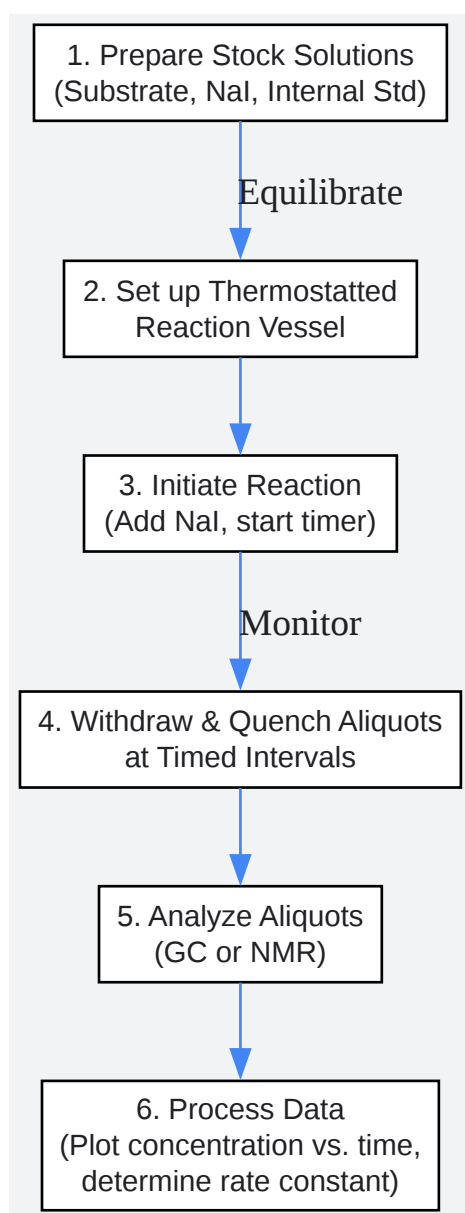 1. Prepare Stock Solutions
(Substrate, NaI, Internal Std)
Equilibrate
2. Set up Thermostatted
Reaction Vessel
3. Initiate Reaction
(Add NaI, start timer)
Monitor
4. Withdraw & Quench Aliquots
at Timed Intervals
5. Analyze Aliquots
(GC or NMR)
6. Process Data
(Plot concentration vs. time,
determine rate constant)